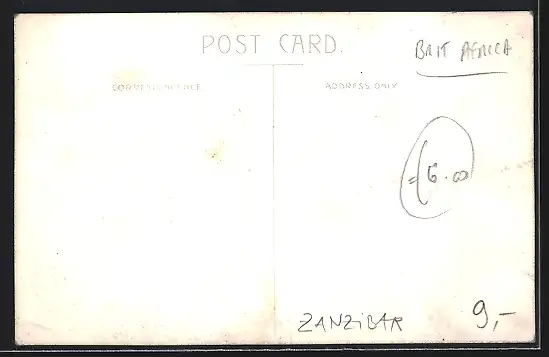 POST CARD.
BRIT AFRICA
CORRESPONDENCE.
ADDRESS ONLY
=(6.00
ZANZiBAR
9,-